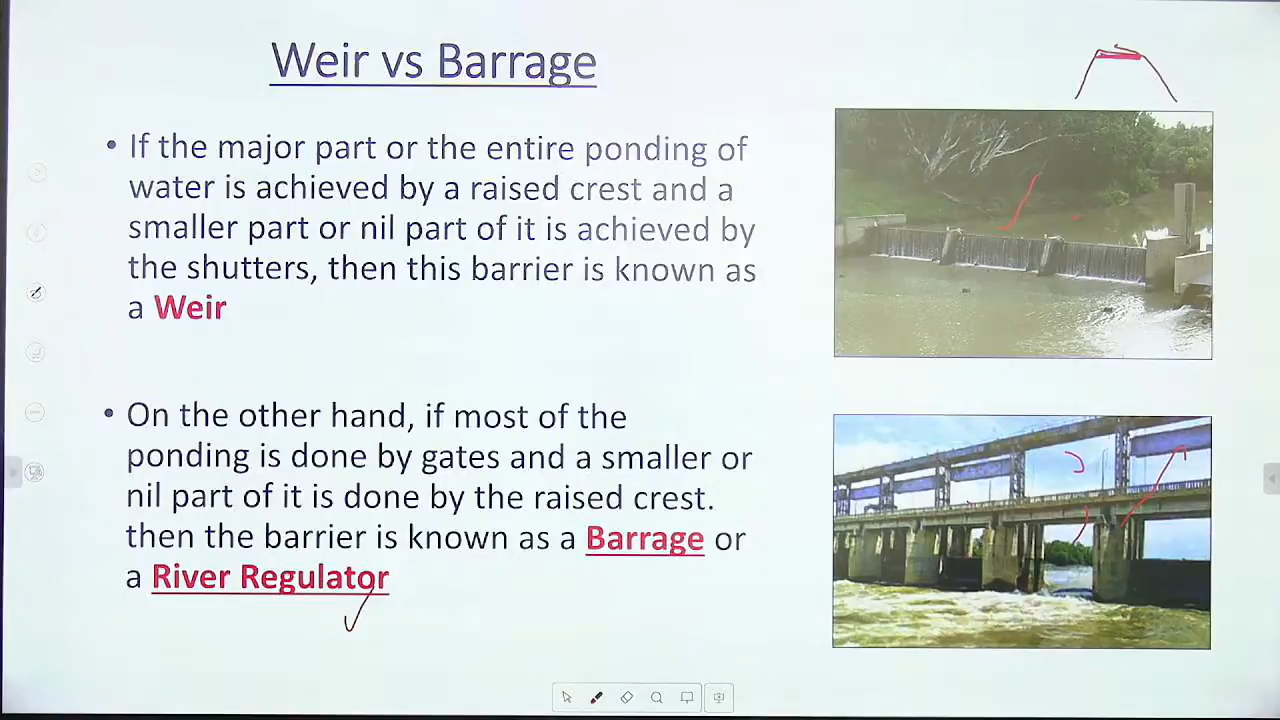 Weir vs Barrage
• If the major part or the entire ponding of
water is achieved by a raised crest and a
smaller part or nil part of it is achieved by
the shutters, then this barrier is known as
a Weir
• On the other hand, if most of the
ponding is done by gates and a smaller or
nil part of it is done by the raised crest.
then the barrier is known as a Barrage or
a River Regulator